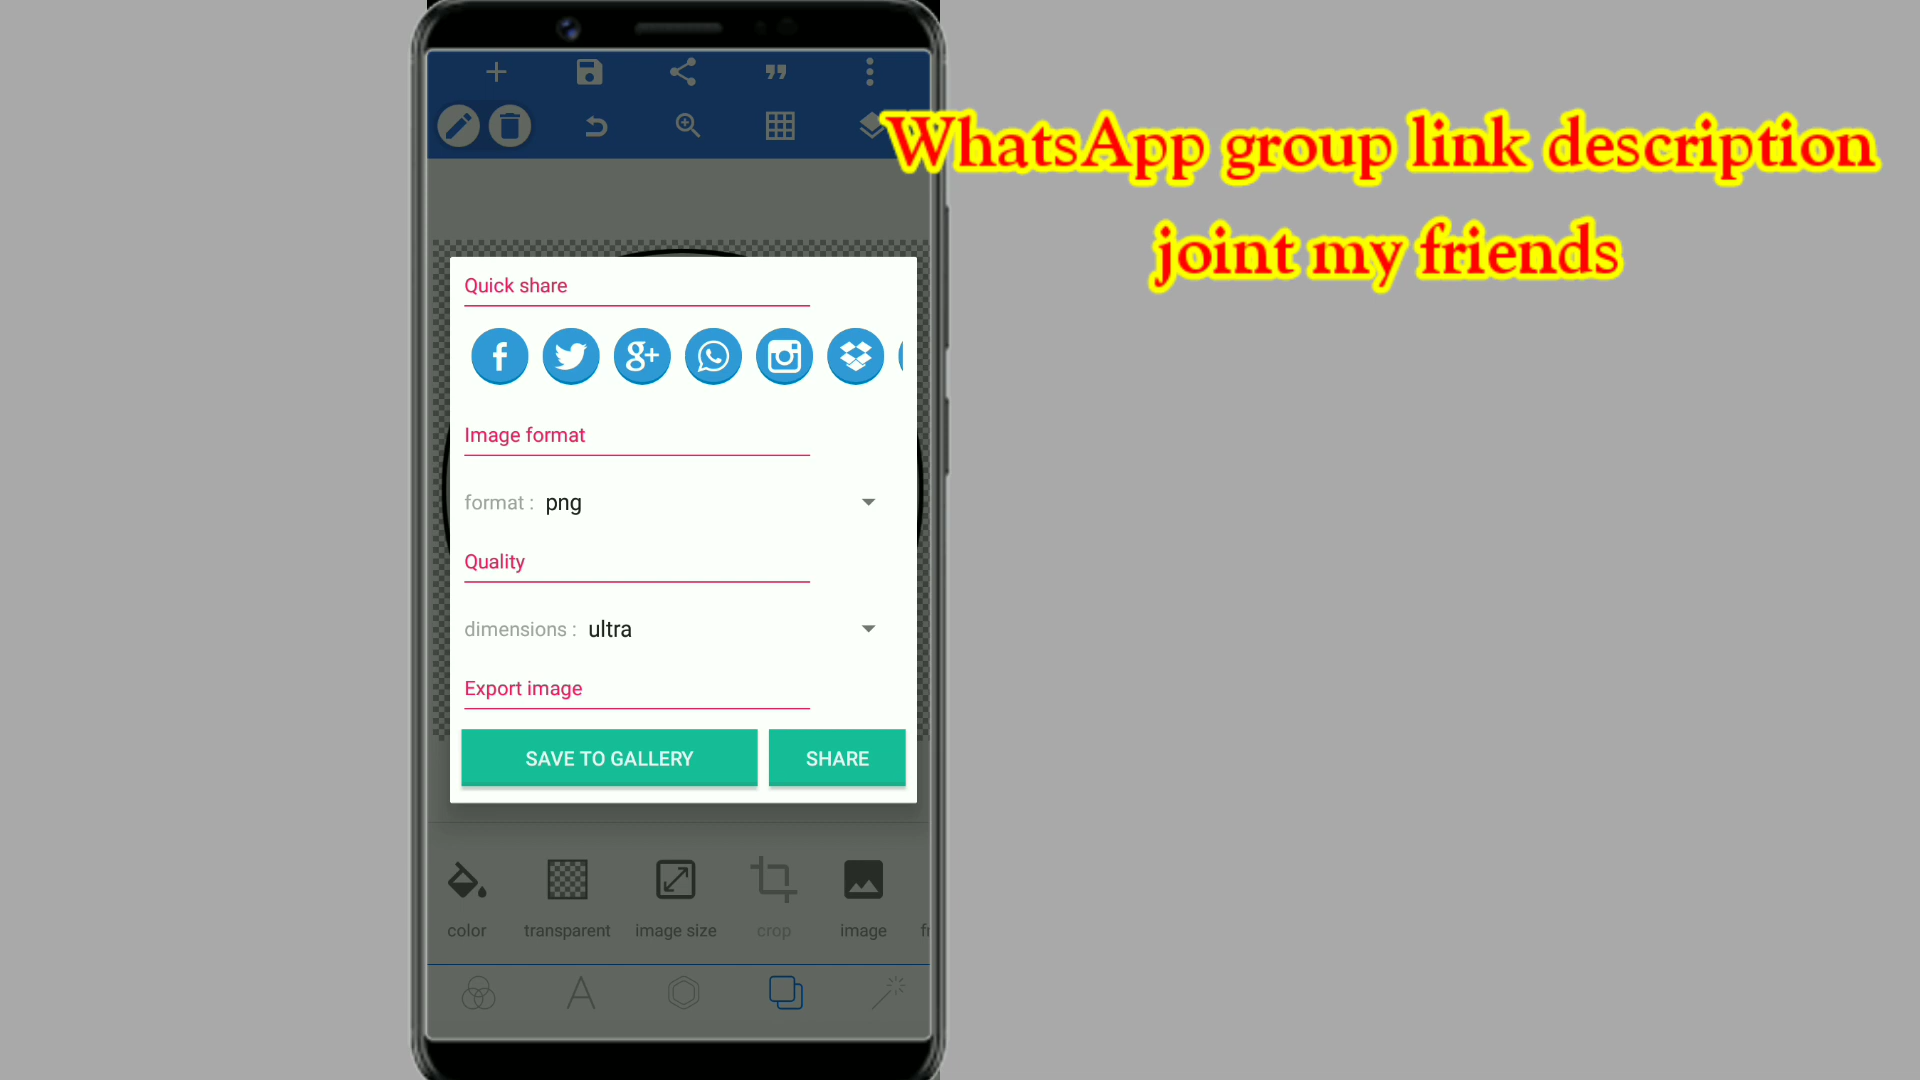 WhatsApp group link description
joint my friends
Quick share
Image format
format : png
Quality
dimensions : ultra
Export image
SAVE TO GALLERY SHARE
color transparent image size crop image